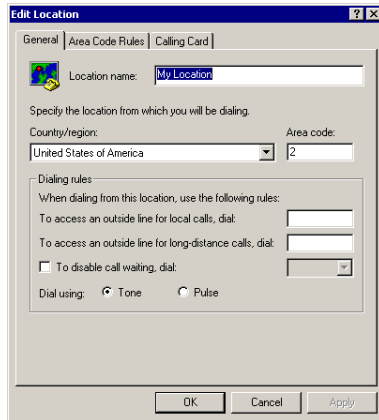 Edit Location
General Area Code Rules Calling Card
Location name: My Location
Specify the location from which you will be dialing.
Country/region: Area code:
United States of America 2
Dialing rules
When dialing from this location, use the following rules:
To access an outside line for local calls, dial:
To access an outside line for long-distance calls, dial:
To disable call waiting, dial:
Dial using: Tone Pulse
OK Cancel Apply